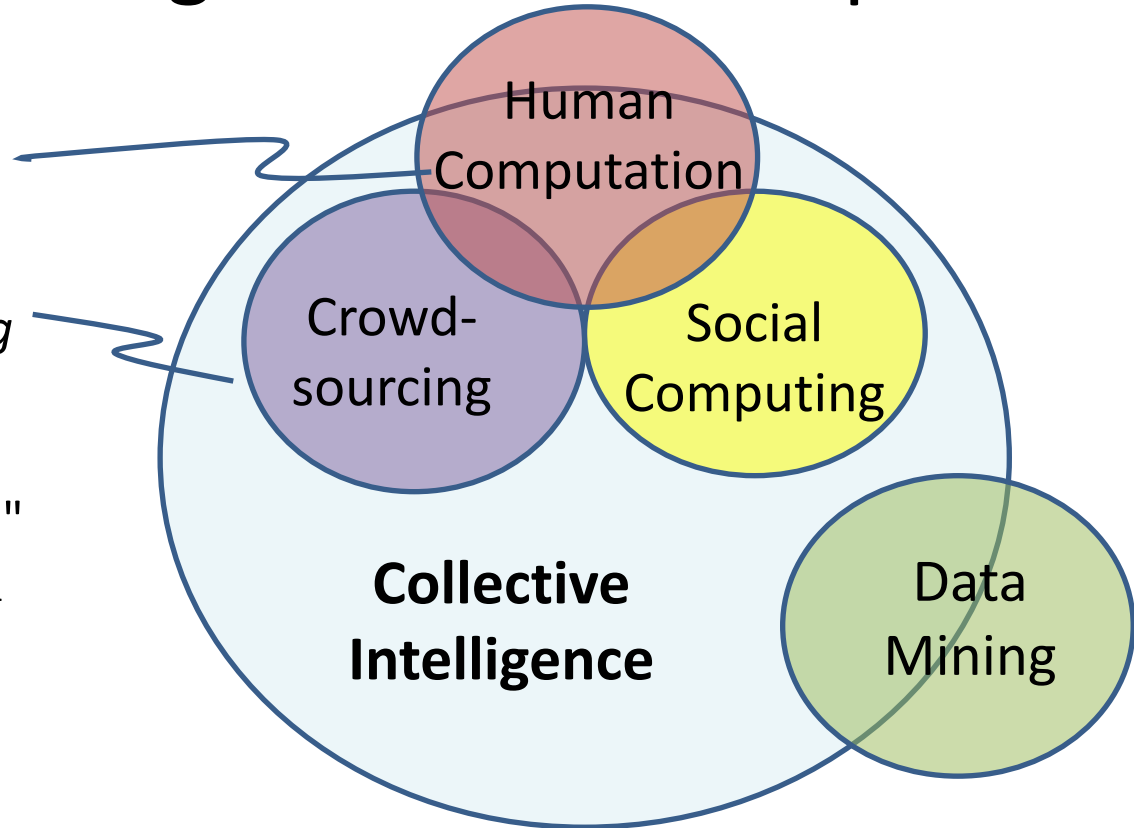 Human
Computation
Crowd-
sourcing
Social
Computing
Collective
Intelligence
Data
Mining
g
"